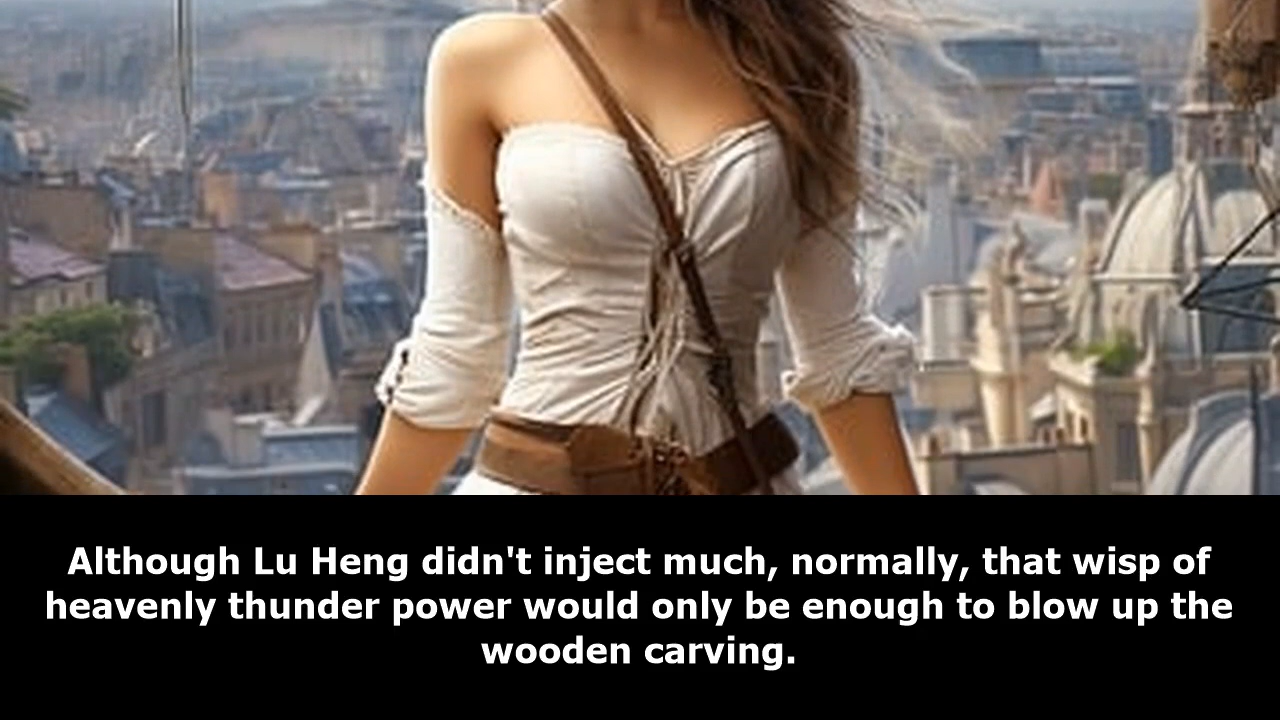 Although Lu Heng didn't inject much, normally, that wisp of
heavenly thunder power would only be enough to blow up the
wooden carving.